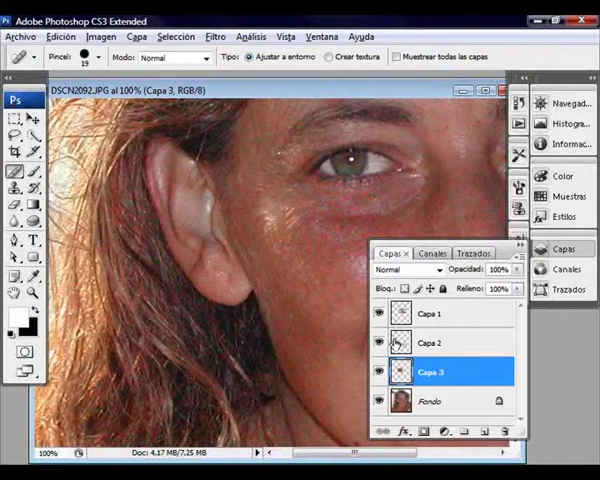 Ps Adobe Photoshop CS3 Extended
Archivo Edición Imagen Capa Selección Filtro Análisis Vista Ventana Ayuda
Pincel: 19 Modo: Normal Tipo: Ajustar a entorno Crear textura Muestrear todas las capas
Ps
DSCN2092.JPG al 100% (Capa 3, RGB/8)
Navegad...
Histogra...
Informac...
Color
Muestras
Estilos
Capas
Canales
Trazados
Capas × Canales Trazados
Normal Opacidad: 100%
Bloq.: Relleno: 100%
Capa 1
Capa 2
Capa 3
Fondo
fx
T
100% Doc: 4,17 MB/7,25 MB